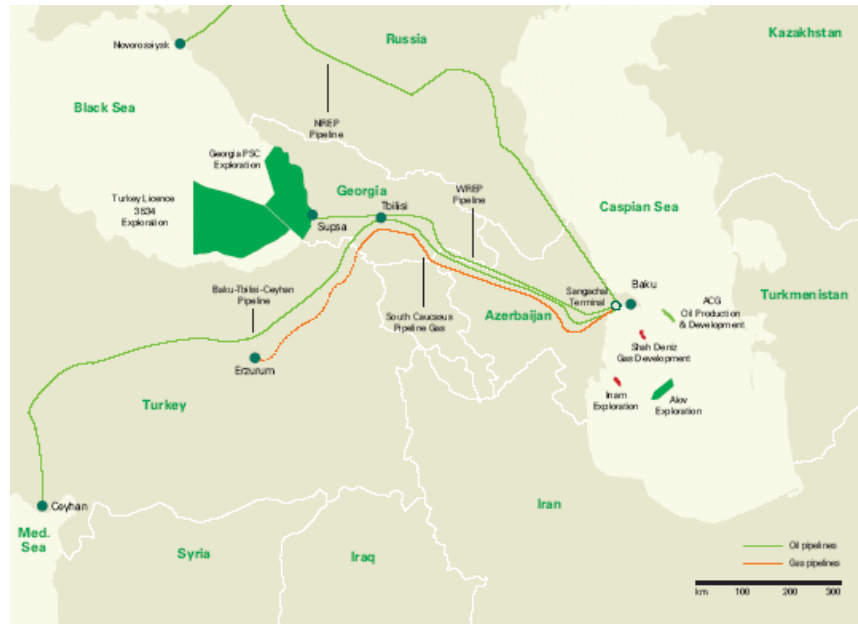 Russia
Kazakhstan
Novorossiysk
Black Sea
NREP
Pipeline
Georgia PSC
Exploration
Georgia
Tbilisi
WREP
Pipeline
Turkey Licence
3634
Exploration
Supsa
Caspian Sea
Baku-Tbilisi-Ceyhan
Pipeline
South Caucasus
Pipeline Gas
Sangachal
Terminal
Baku
Azerbaijan
ACG
Oil Production
& Development
Turkmenistan
Shah Deniz
Gas Development
Erzurum
Inam
Exploration
Alov
Exploration
Turkey
Ceyhan
Med.
Sea
Syria
Iraq
Iran
Oil pipelines
Gas pipelines
km 100 200 300